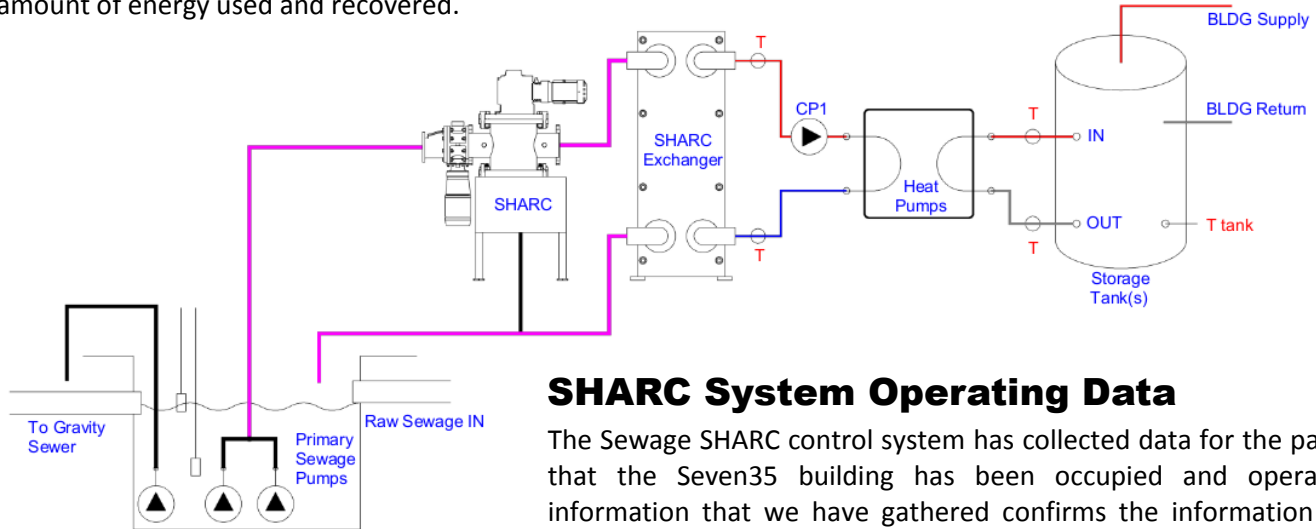 amount of energy used and recovered.
BLDG Supply
T
CP1
T
BLDG Return
IN
SHARC
Exchanger
Heat
Pumps
SHARC
OUT
T tank
T
T
Storage
Tank(s)
To Gravity
Sewer
Raw Sewage IN
Primary
Sewage
Pumps
SHARC System Operating Data
The Sewage SHARC control system has collected data for the pa
that the Seven35 building has been occupied and opera
information that we have gathered confirms the information